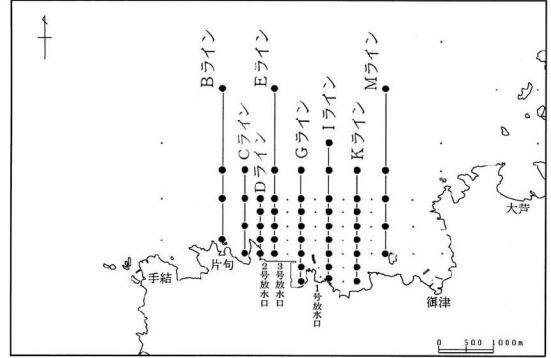 Bライン
Cライン
Dライン
Eライン
Gライン
Iライン
Kライン
Mライン
手結
片句
2号放水口
3号放水口
1号放水口
御津
大芦
0 500 1000m